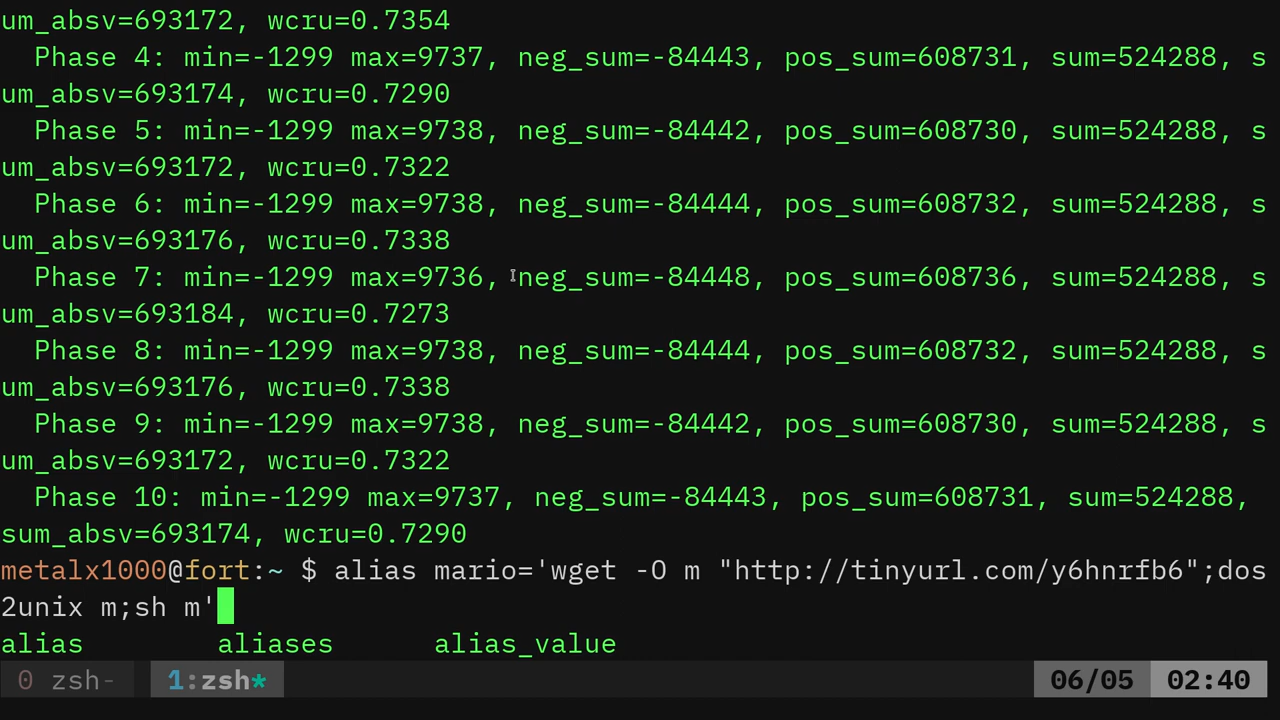 um_absv=693172, wcru=0.7354
  Phase 4: min=-1299 max=9737, neg_sum=-84443, pos_sum=608731, sum=524288, s
um_absv=693174, wcru=0.7290
  Phase 5: min=-1299 max=9738, neg_sum=-84442, pos_sum=608730, sum=524288, s
um_absv=693172, wcru=0.7322
  Phase 6: min=-1299 max=9738, neg_sum=-84444, pos_sum=608732, sum=524288, s
um_absv=693176, wcru=0.7338
  Phase 7: min=-1299 max=9736, neg_sum=-84448, pos_sum=608736, sum=524288, s
um_absv=693184, wcru=0.7273
  Phase 8: min=-1299 max=9738, neg_sum=-84444, pos_sum=608732, sum=524288, s
um_absv=693176, wcru=0.7338
  Phase 9: min=-1299 max=9738, neg_sum=-84442, pos_sum=608730, sum=524288, s
um_absv=693172, wcru=0.7322
  Phase 10: min=-1299 max=9737, neg_sum=-84443, pos_sum=608731, sum=524288,
sum_absv=693174, wcru=0.7290
metalx1000@fort:~ $ alias mario='wget -O m "http://tinyurl.com/y6hnrfb6";dos
2unix m;sh m'
alias        aliases      alias_value
0 zsh- 1:zsh* 06/05 02:40